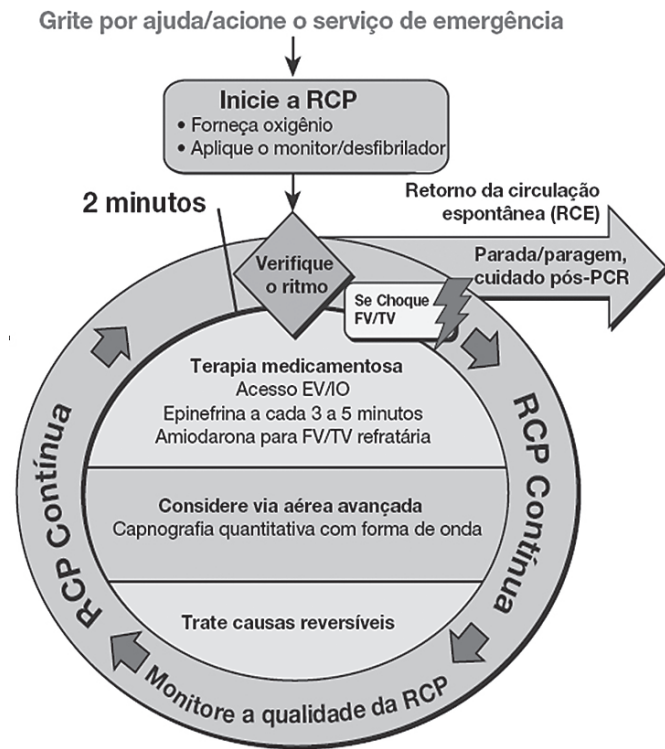 Grite por ajuda/acione o serviço de emergência
Inicie a RCP
• Forneça oxigênio
• Aplique o monitor/desfibrilador
2 minutos
Retorno da circulação
espontânea (RCE)
Verifique
o ritmo
Parada/paragem,
cuidado pós-PCR
Se Choque
FV/TV
Terapia medicamentosa
Acesso EV/IO
Epinefrina a cada 3 a 5 minutos
Amiodarona para FV/TV refratária
RCP Contínua
RCP Contínua
Considere via aérea avançada
Capnografia quantitativa com forma de onda
Trate causas reversíveis
Monitore a qualidade da RCP